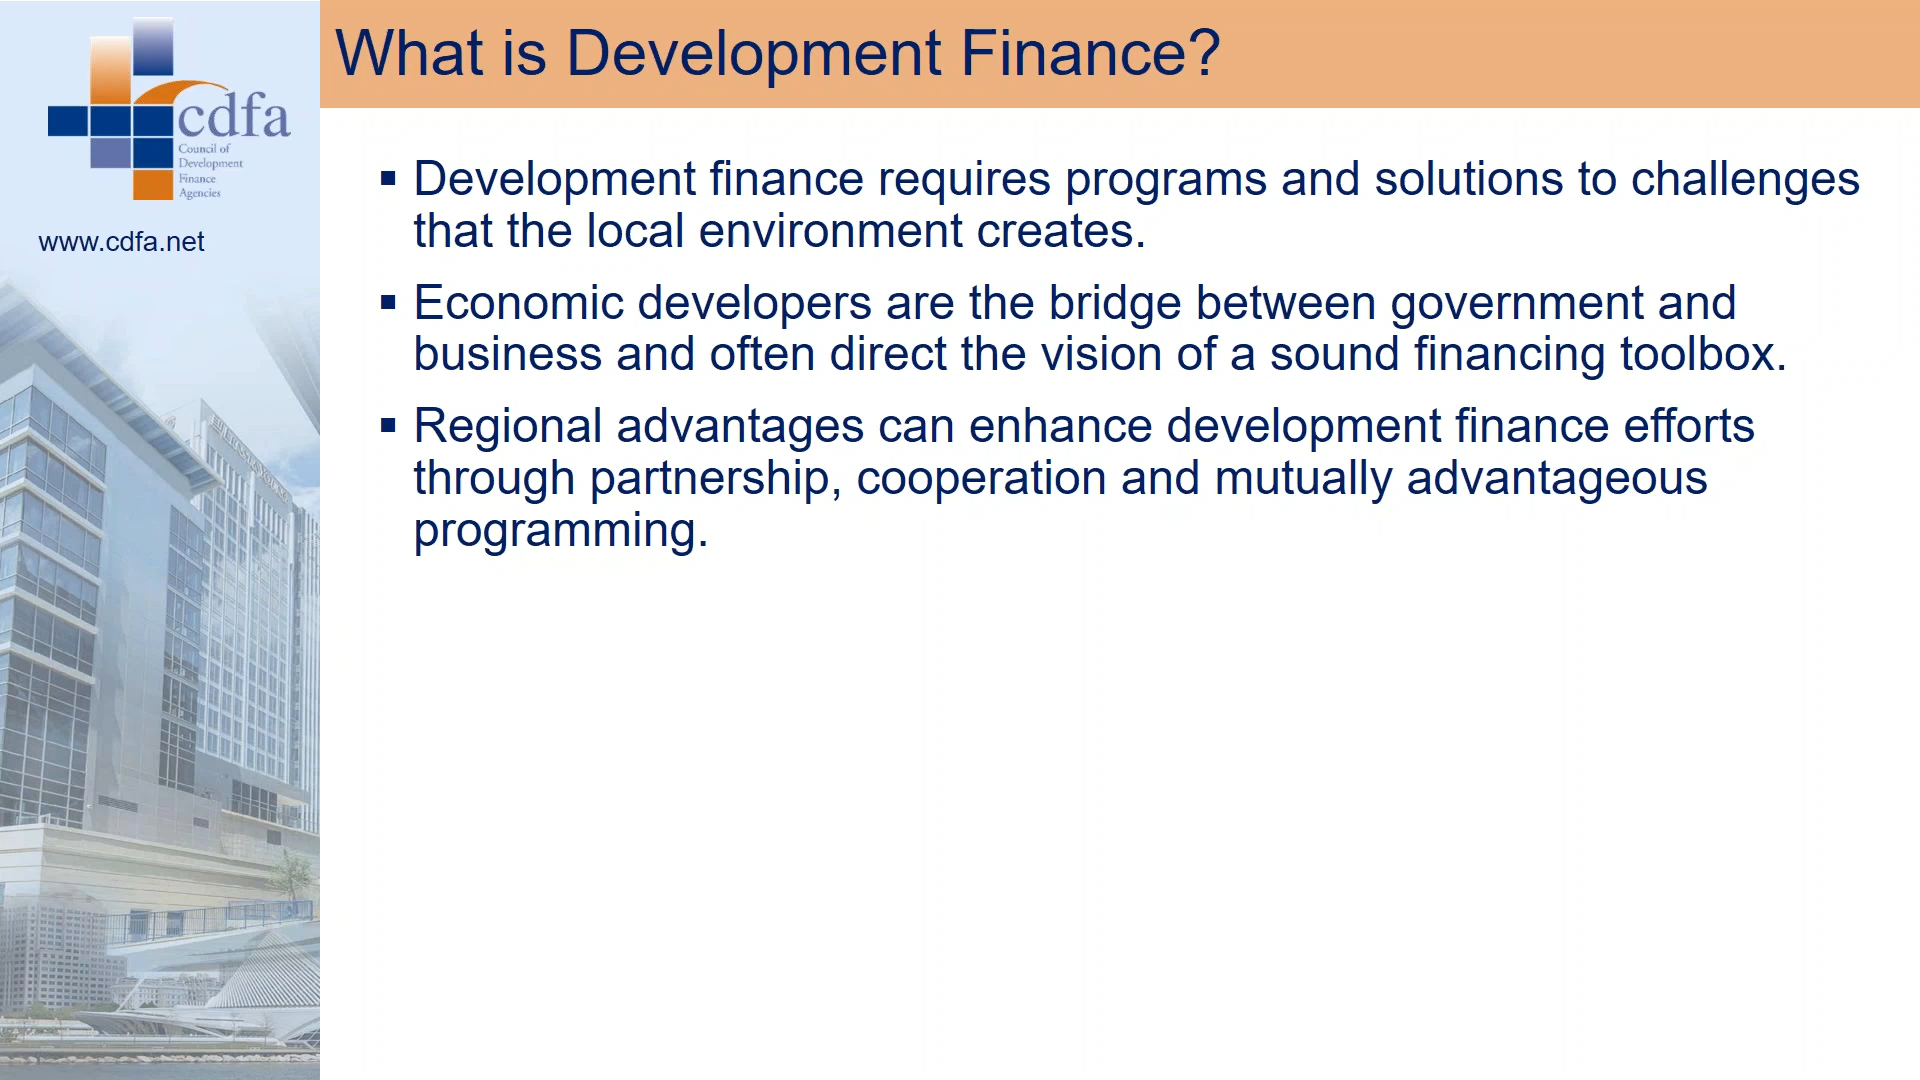 cdfa
Council of
Development
Finance
Agencies
www.cdfa.net
What is Development Finance?
▪ Development finance requires programs and solutions to challenges
that the local environment creates.
▪ Economic developers are the bridge between government and
business and often direct the vision of a sound financing toolbox.
▪ Regional advantages can enhance development finance efforts
through partnership, cooperation and mutually advantageous
programming.